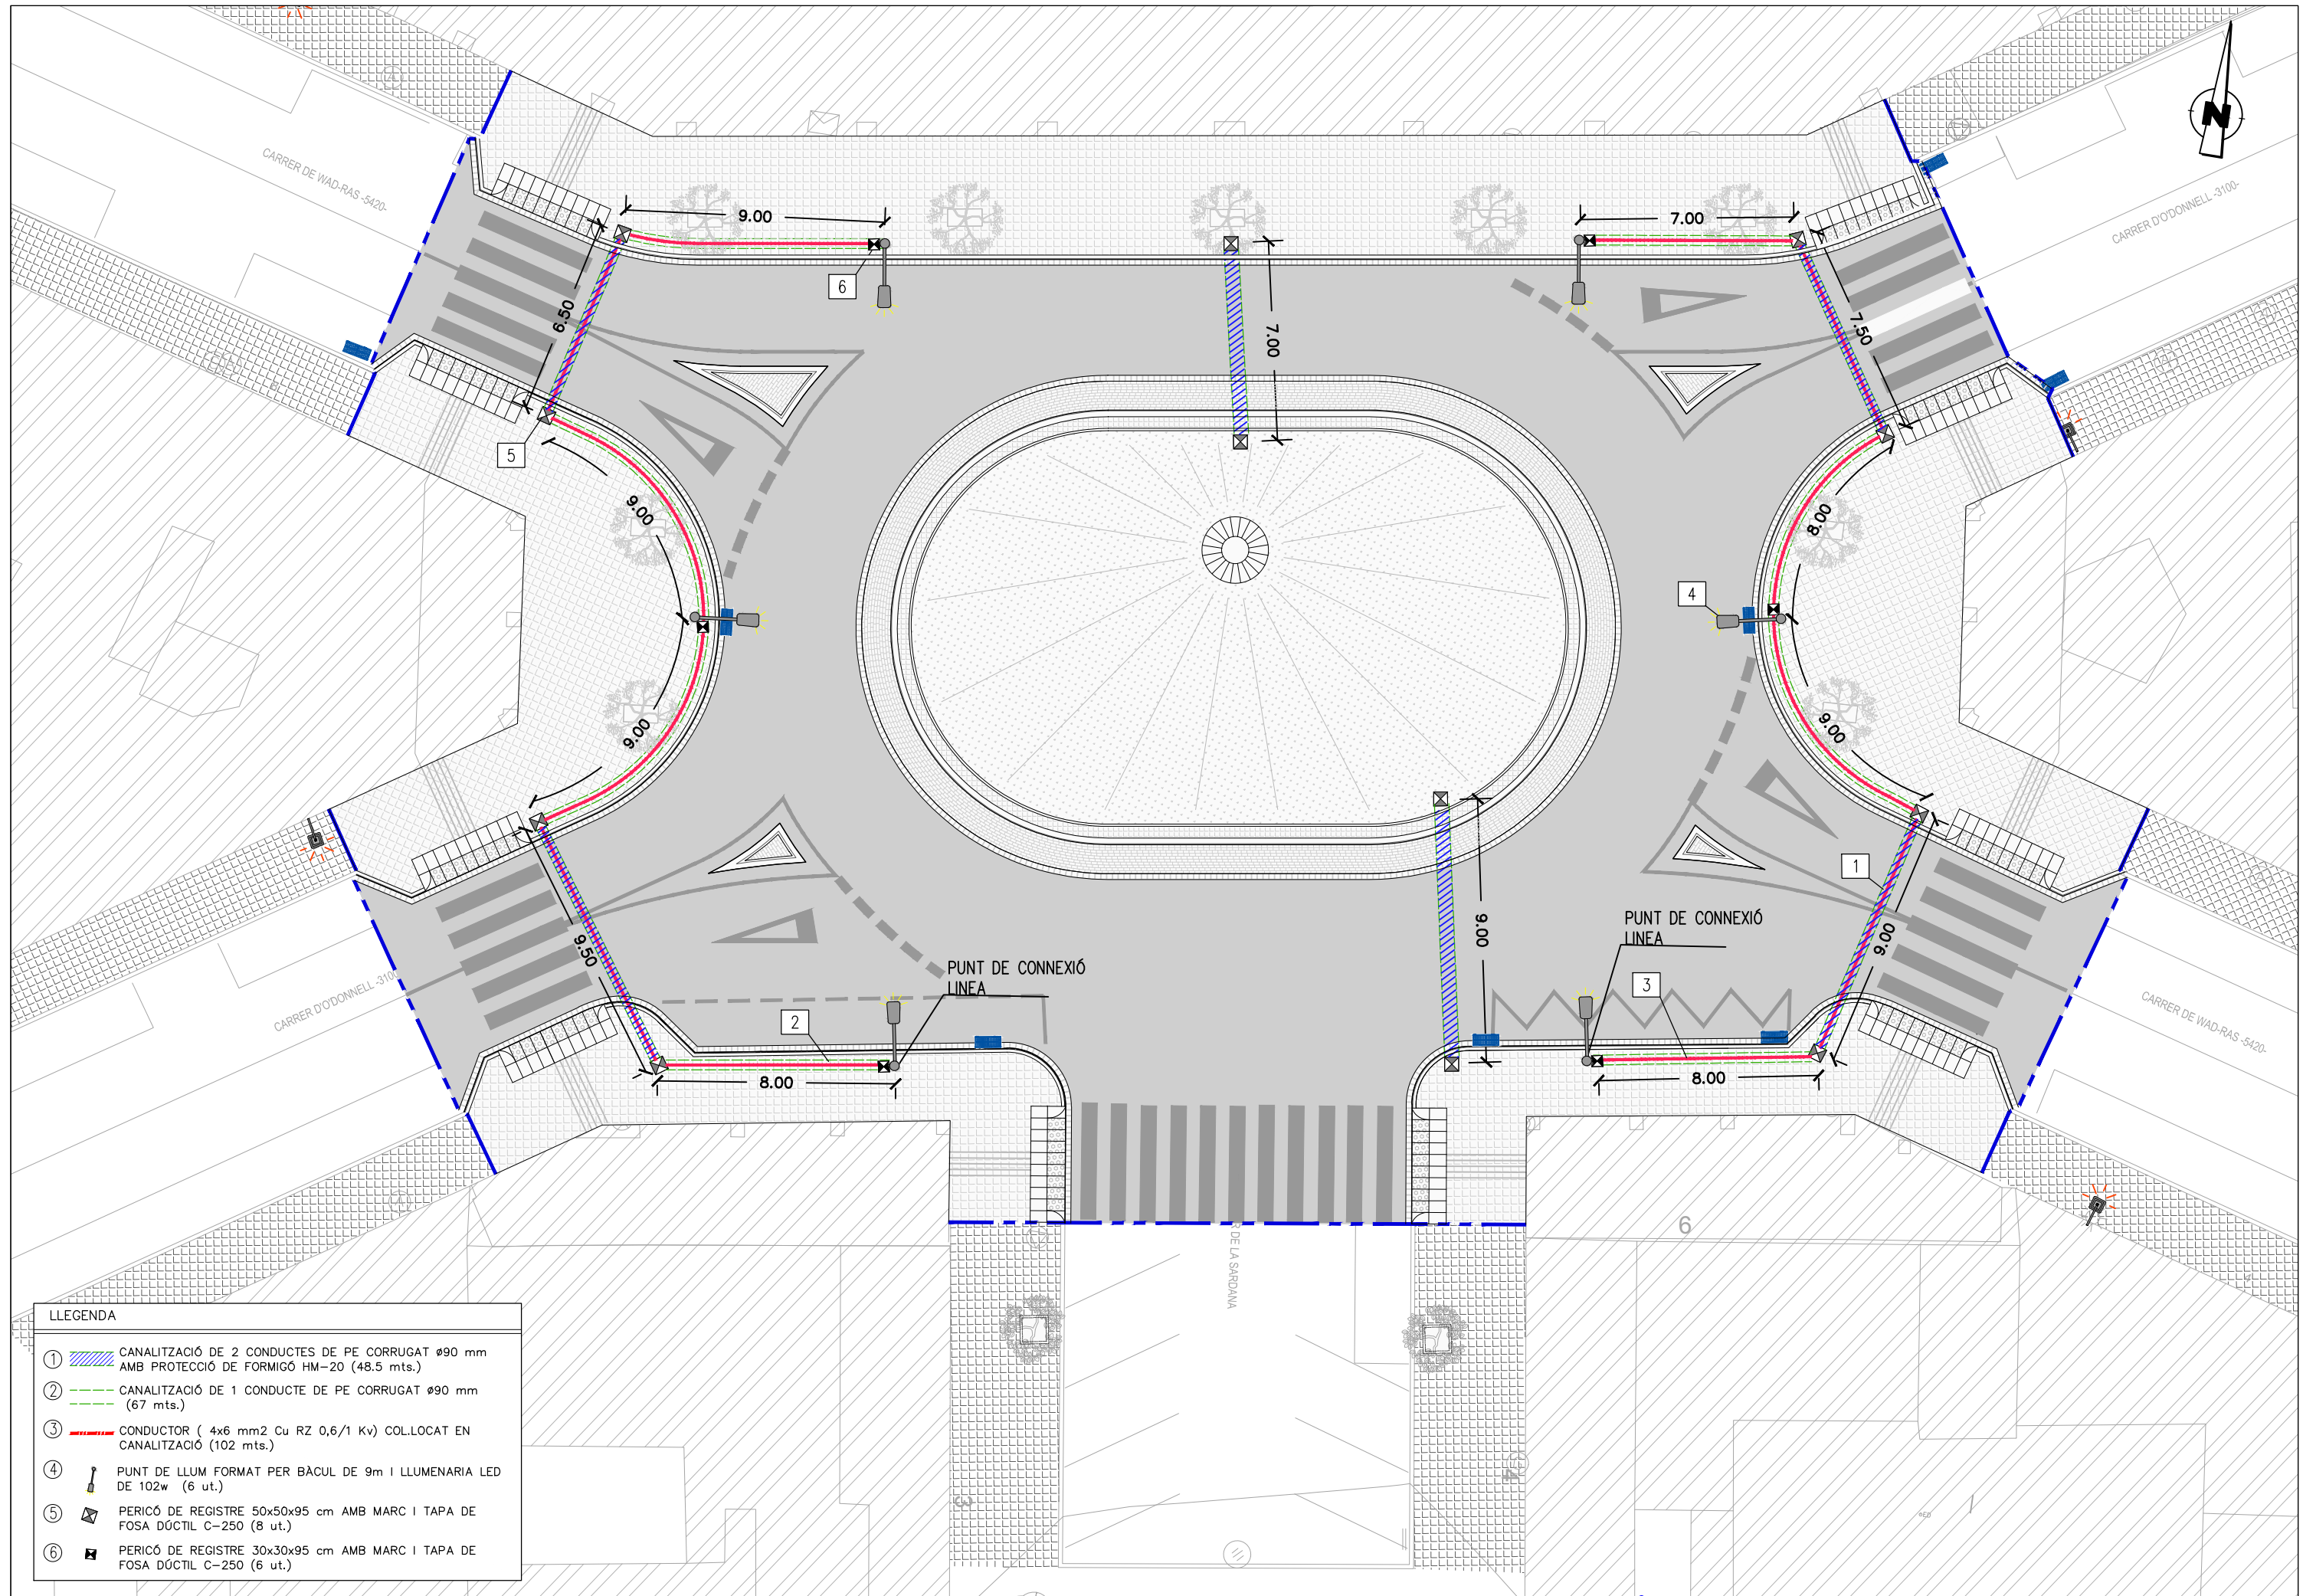 N
CARRER DE WAD-RAS -5420-
CARRER D'O'DONNELL -3100-
9.00
7.00
6
6.50
7.00
7.50
5
9.00
8.00
4
9.00
9.00
1
9.50
9.00
9.00
PUNT DE CONNEXIÓ
LINEA
PUNT DE CONNEXIÓ
LINEA
3
2
CARRER D'O'DONNELL -3100
CARRER DE WAD-RAS -5420-
8.00
8.00
6
R DE LA SARDANA
3
4
LLEGENDA
1 CANALITZACIÓ DE 2 CONDUCTES DE PE CORRUGAT ø90 mm
AMB PROTECCIÓ DE FORMIGÓ HM-20 (48.5 mts.)
2 CANALITZACIÓ DE 1 CONDUCTE DE PE CORRUGAT ø90 mm
(67 mts.)
3 CONDUCTOR ( 4x6 mm2 Cu RZ 0,6/1 Kv) COL.LOCAT EN
CANALITZACIÓ (102 mts.)
4 PUNT DE LLUM FORMAT PER BÀCUL DE 9m I LLUMENARIA LED
DE 102w (6 ut.)
5 PERICÓ DE REGISTRE 50x50x95 cm AMB MARC I TAPA DE
FOSA DÚCTIL C-250 (8 ut.)
6 PERICÓ DE REGISTRE 30x30x95 cm AMB MARC I TAPA DE
FOSA DÚCTIL C-250 (6 ut.)